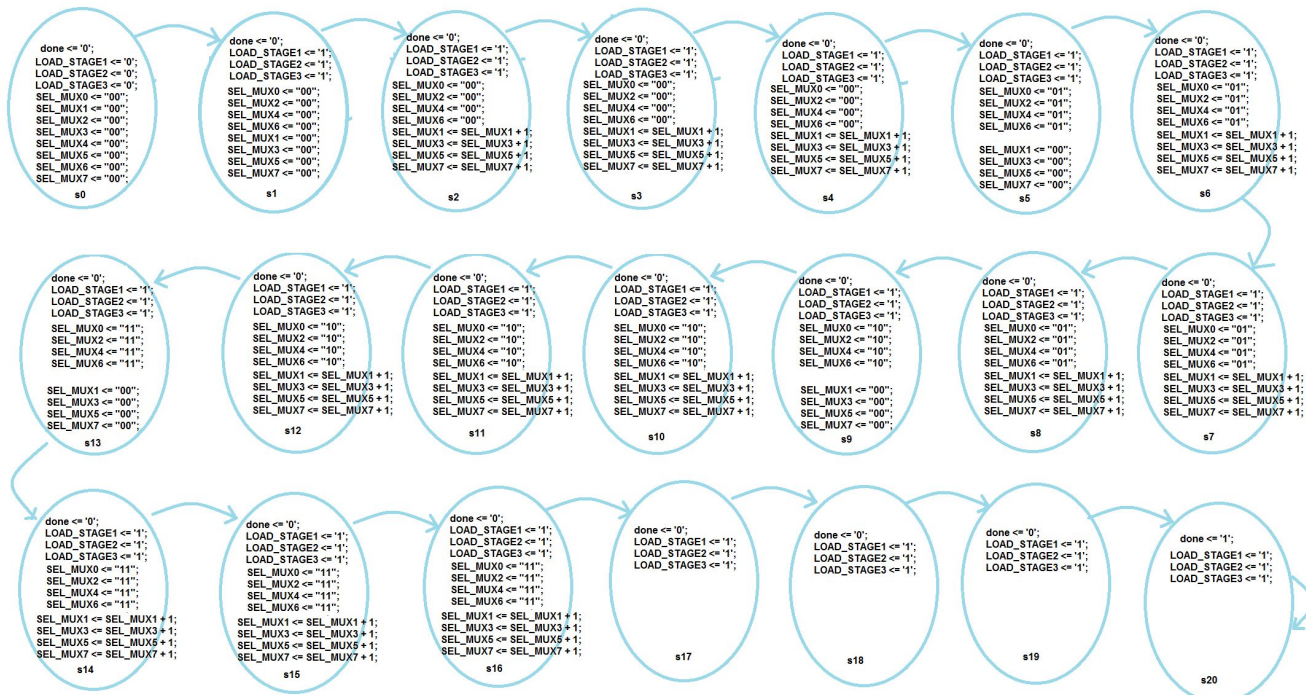 done <= '0';
LOAD_STAGE1 <= '0';
LOAD_STAGE2 <= '0';
LOAD_STAGE3 <= '0';
SEL_MUX0 <= "00";
SEL_MUX1 <= "00";
SEL_MUX2 <= "00";
SEL_MUX3 <= "00";
SEL_MUX4 <= "00";
SEL_MUX5 <= "00";
SEL_MUX6 <= "00";
SEL_MUX7 <= "00";
s0
done <= '0';
LOAD_STAGE1 <= '1';
LOAD_STAGE2 <= '1';
LOAD_STAGE3 <= '1';
SEL_MUX0 <= "00";
SEL_MUX2 <= "00";
SEL_MUX4 <= "00";
SEL_MUX6 <= "00";
SEL_MUX1 <= "00";
SEL_MUX3 <= "00";
SEL_MUX5 <= "00";
SEL_MUX7 <= "00";
s1
done <= '0';
LOAD_STAGE1 <= '1';
LOAD_STAGE2 <= '1';
LOAD_STAGE3 <= '1';
SEL_MUX0 <= "00";
SEL_MUX2 <= "00";
SEL_MUX4 <= "00";
SEL_MUX6 <= "00";
SEL_MUX1 <= SEL_MUX1 + 1;
SEL_MUX3 <= SEL_MUX3 + 1;
SEL_MUX5 <= SEL_MUX5 + 1;
SEL_MUX7 <= SEL_MUX7 + 1;
s2
done <= '0';
LOAD_STAGE1 <= '1';
LOAD_STAGE2 <= '1';
LOAD_STAGE3 <= '1';
SEL_MUX0 <= "00";
SEL_MUX2 <= "00";
SEL_MUX4 <= "00";
SEL_MUX6 <= "00";
SEL_MUX1 <= SEL_MUX1 + 1;
SEL_MUX3 <= SEL_MUX3 + 1;
SEL_MUX5 <= SEL_MUX5 + 1;
SEL_MUX7 <= SEL_MUX7 + 1;
s3
done <= '0';
LOAD_STAGE1 <= '1';
LOAD_STAGE2 <= '1';
LOAD_STAGE3 <= '1';
SEL_MUX0 <= "00";
SEL_MUX2 <= "00";
SEL_MUX4 <= "00";
SEL_MUX6 <= "00";
SEL_MUX1 <= SEL_MUX1 + 1;
SEL_MUX3 <= SEL_MUX3 + 1;
SEL_MUX5 <= SEL_MUX5 + 1;
SEL_MUX7 <= SEL_MUX7 + 1;
s4
done <= '0';
LOAD_STAGE1 <= '1';
LOAD_STAGE2 <= '1';
LOAD_STAGE3 <= '1';
SEL_MUX0 <= "01";
SEL_MUX2 <= "01";
SEL_MUX4 <= "01";
SEL_MUX6 <= "01";
SEL_MUX1 <= "00";
SEL_MUX3 <= "00";
SEL_MUX5 <= "00";
SEL_MUX7 <= "00";
s5
done <= '0';
LOAD_STAGE1 <= '1';
LOAD_STAGE2 <= '1';
LOAD_STAGE3 <= '1';
SEL_MUX0 <= "01";
SEL_MUX2 <= "01";
SEL_MUX4 <= "01";
SEL_MUX6 <= "01";
SEL_MUX1 <= SEL_MUX1 + 1;
SEL_MUX3 <= SEL_MUX3 + 1;
SEL_MUX5 <= SEL_MUX5 + 1;
SEL_MUX7 <= SEL_MUX7 + 1;
s6
done <= '0';
LOAD_STAGE1 <= '1';
LOAD_STAGE2 <= '1';
LOAD_STAGE3 <= '1';
SEL_MUX0 <= "11";
SEL_MUX2 <= "11";
SEL_MUX4 <= "11";
SEL_MUX6 <= "11";
SEL_MUX1 <= "00";
SEL_MUX3 <= "00";
SEL_MUX5 <= "00";
SEL_MUX7 <= "00";
s13
done <= '0';
LOAD_STAGE1 <= '1';
LOAD_STAGE2 <= '1';
LOAD_STAGE3 <= '1';
SEL_MUX0 <= "10";
SEL_MUX2 <= "10";
SEL_MUX4 <= "10";
SEL_MUX6 <= "10";
SEL_MUX1 <= SEL_MUX1 + 1;
SEL_MUX3 <= SEL_MUX3 + 1;
SEL_MUX5 <= SEL_MUX5 + 1;
SEL_MUX7 <= SEL_MUX7 + 1;
s12
done <= '0';
LOAD_STAGE1 <= '1';
LOAD_STAGE2 <= '1';
LOAD_STAGE3 <= '1';
SEL_MUX0 <= "10";
SEL_MUX2 <= "10";
SEL_MUX4 <= "10";
SEL_MUX6 <= "10";
SEL_MUX1 <= SEL_MUX1 + 1;
SEL_MUX3 <= SEL_MUX3 + 1;
SEL_MUX5 <= SEL_MUX5 + 1;
SEL_MUX7 <= SEL_MUX7 + 1;
s11
done <= '0';
LOAD_STAGE1 <= '1';
LOAD_STAGE2 <= '1';
LOAD_STAGE3 <= '1';
SEL_MUX0 <= "10";
SEL_MUX2 <= "10";
SEL_MUX4 <= "10";
SEL_MUX6 <= "10";
SEL_MUX1 <= SEL_MUX1 + 1;
SEL_MUX3 <= SEL_MUX3 + 1;
SEL_MUX5 <= SEL_MUX5 + 1;
SEL_MUX7 <= SEL_MUX7 + 1;
s10
done <= '0';
LOAD_STAGE1 <= '1';
LOAD_STAGE2 <= '1';
LOAD_STAGE3 <= '1';
SEL_MUX0 <= "10";
SEL_MUX2 <= "10";
SEL_MUX4 <= "10";
SEL_MUX6 <= "10";
SEL_MUX1 <= "00";
SEL_MUX3 <= "00";
SEL_MUX5 <= "00";
SEL_MUX7 <= "00";
s9
done <= '0';
LOAD_STAGE1 <= '1';
LOAD_STAGE2 <= '1';
LOAD_STAGE3 <= '1';
SEL_MUX0 <= "01";
SEL_MUX2 <= "01";
SEL_MUX4 <= "01";
SEL_MUX6 <= "01";
SEL_MUX1 <= SEL_MUX1 + 1;
SEL_MUX3 <= SEL_MUX3 + 1;
SEL_MUX5 <= SEL_MUX5 + 1;
SEL_MUX7 <= SEL_MUX7 + 1;
s8
done <= '0';
LOAD_STAGE1 <= '1';
LOAD_STAGE2 <= '1';
LOAD_STAGE3 <= '1';
SEL_MUX0 <= "01";
SEL_MUX2 <= "01";
SEL_MUX4 <= "01";
SEL_MUX6 <= "01";
SEL_MUX1 <= SEL_MUX1 + 1;
SEL_MUX3 <= SEL_MUX3 + 1;
SEL_MUX5 <= SEL_MUX5 + 1;
SEL_MUX7 <= SEL_MUX7 + 1;
s7
done <= '0';
LOAD_STAGE1 <= '1';
LOAD_STAGE2 <= '1';
LOAD_STAGE3 <= '1';
SEL_MUX0 <= "11";
SEL_MUX2 <= "11";
SEL_MUX4 <= "11";
SEL_MUX6 <= "11";
SEL_MUX1 <= SEL_MUX1 + 1;
SEL_MUX3 <= SEL_MUX3 + 1;
SEL_MUX5 <= SEL_MUX5 + 1;
SEL_MUX7 <= SEL_MUX7 + 1;
s14
done <= '0';
LOAD_STAGE1 <= '1';
LOAD_STAGE2 <= '1';
LOAD_STAGE3 <= '1';
SEL_MUX0 <= "11";
SEL_MUX2 <= "11";
SEL_MUX4 <= "11";
SEL_MUX6 <= "11";
SEL_MUX1 <= SEL_MUX1 + 1;
SEL_MUX3 <= SEL_MUX3 + 1;
SEL_MUX5 <= SEL_MUX5 + 1;
SEL_MUX7 <= SEL_MUX7 + 1;
s15
done <= '0';
LOAD_STAGE1 <= '1';
LOAD_STAGE2 <= '1';
LOAD_STAGE3 <= '1';
SEL_MUX0 <= "11";
SEL_MUX2 <= "11";
SEL_MUX4 <= "11";
SEL_MUX6 <= "11";
SEL_MUX1 <= SEL_MUX1 + 1;
SEL_MUX3 <= SEL_MUX3 + 1;
SEL_MUX5 <= SEL_MUX5 + 1;
SEL_MUX7 <= SEL_MUX7 + 1;
s16
done <= '0';
LOAD_STAGE1 <= '1';
LOAD_STAGE2 <= '1';
LOAD_STAGE3 <= '1';
s17
done <= '0';
LOAD_STAGE1 <= '1';
LOAD_STAGE2 <= '1';
LOAD_STAGE3 <= '1';
s18
done <= '0';
LOAD_STAGE1 <= '1';
LOAD_STAGE2 <= '1';
LOAD_STAGE3 <= '1';
s19
done <= '1';
LOAD_STAGE1 <= '1';
LOAD_STAGE2 <= '1';
LOAD_STAGE3 <= '1';
s20